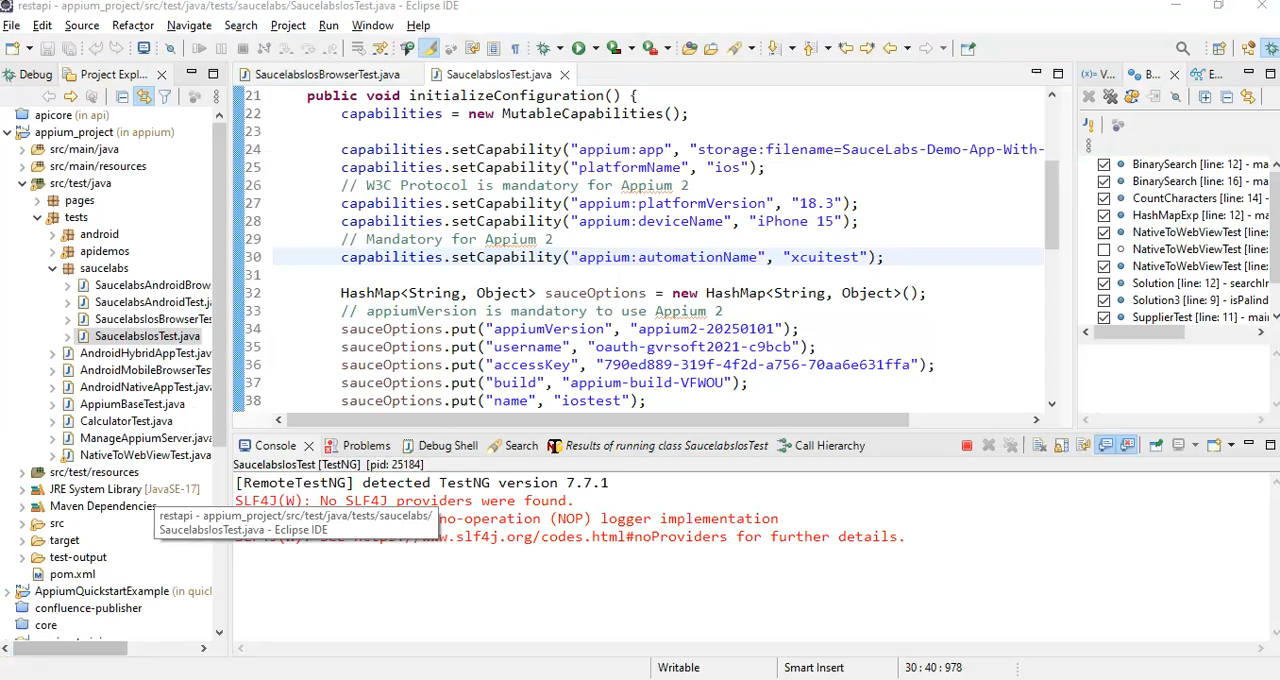 restapi - appium_project/src/test/java/tests/saucelabs/SaucelabsIosTest.java - Eclipse IDE
File Edit Source Refactor Navigate Search Project Run Window Help
Debug Project Expl...
SaucelabsIosBrowserTest.java SaucelabsIosTest.java
(x)= V... B... E...
apicore (in api)
appium_project (in appium)
src/main/java
src/main/resources
src/test/java
pages
tests
android
apidemos
saucelabs
SaucelabsAndroidBrow
SaucelabsAndroidTest.j
SaucelabsIosBrowserTe
SaucelabsIosTest.java
AndroidHybridAppTest.jav
AndroidMobileBrowserTes
AndroidNativeAppTest.jav
AppiumBaseTest.java
CalculatorTest.java
ManageAppiumServer.java
NativeToWebViewTest.java
src/test/resources
JRE System Library [JavaSE-17]
Maven Dependencies
src
target
test-output
pom.xml
AppiumQuickstartExample (in quic
confluence-publisher
core
21 public void initializeConfiguration() {
22 capabilities = new MutableCapabilities();
23
24 capabilities.setCapability("appium:app", "storage:filename=SauceLabs-Demo-App-With-
25 capabilities.setCapability("platformName", "ios");
26 // W3C Protocol is mandatory for Appium 2
27 capabilities.setCapability("appium:platformVersion", "18.3");
28 capabilities.setCapability("appium:deviceName", "iPhone 15");
29 // Mandatory for Appium 2
30 capabilities.setCapability("appium:automationName", "xcuitest");
31
32 HashMap<String, Object> sauceOptions = new HashMap<String, Object>();
33 // appiumVersion is mandatory to use Appium 2
34 sauceOptions.put("appiumVersion", "appium2-20250101");
35 sauceOptions.put("username", "oauth-gvrsoft2021-c9bcb");
36 sauceOptions.put("accessKey", "790ed889-319f-4f2d-a756-70aa6e631ffa");
37 sauceOptions.put("build", "appium-build-VFWOU");
38 sauceOptions.put("name", "iostest");
BinarySearch [line: 12] - ma
BinarySearch [line: 16] - ma
CountCharacters [line: 14] -
HashMapExp [line: 12] - ma
NativeToWebViewTest [line:
NativeToWebViewTest [line:
NativeToWebViewTest [line:
Solution [line: 12] - searchIn
Solution3 [line: 9] - isPalind
SupplierTest [line: 11] - main
Console Problems Debug Shell Search Results of running class SaucelabsIosTest Call Hierarchy
SaucelabsIosTest [TestNG] [pid: 25184]
[RemoteTestNG] detected TestNG version 7.7.1
SLF4J(W): No SLF4J providers were found.
no-operation (NOP) logger implementation
www.slf4j.org/codes.html#noProviders for further details.
restapi - appium_project/src/test/java/tests/saucelabs/
SaucelabsIosTest.java - Eclipse IDE
Writable Smart Insert 30 : 40 : 978